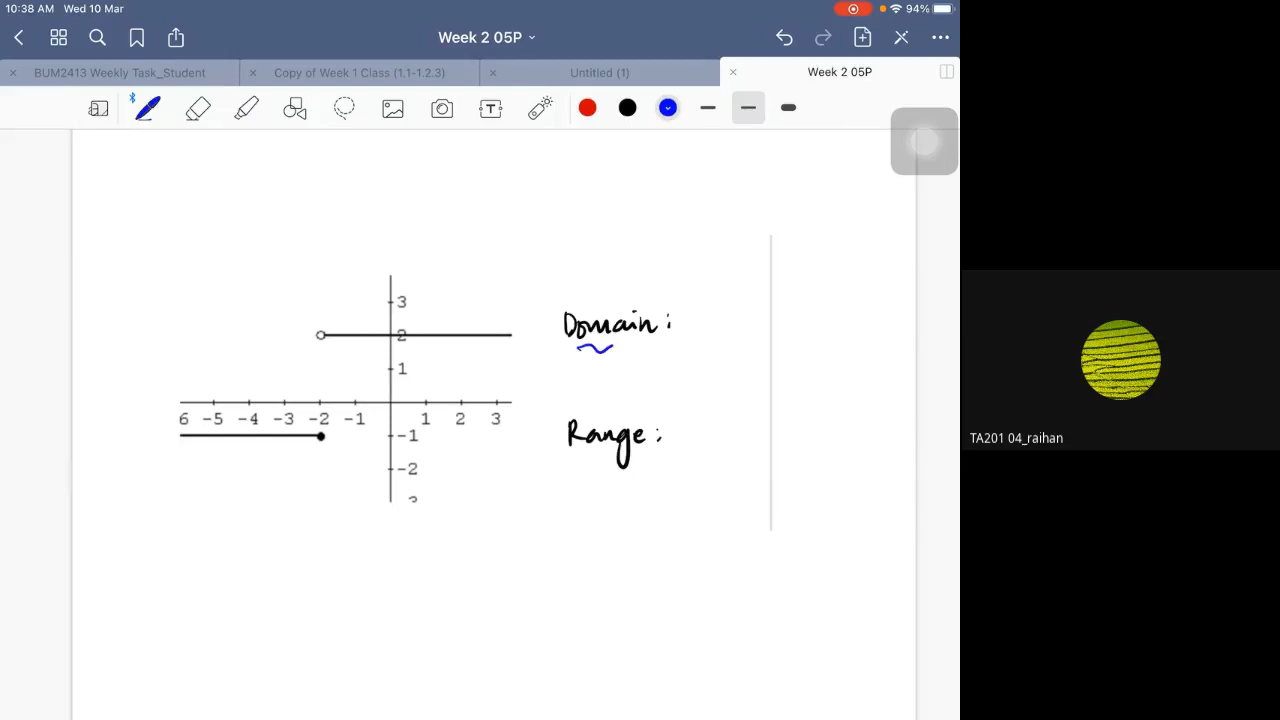 10:38 AM Wed 10 Mar
94%
Week 2 05P
BUM2413 Weekly Task_Student
Copy of Week 1 Class (1.1-1.2.3)
Untitled (1)
Week 2 05P
T
3
2
1
6 -5 -4 -3 -2 -1 1 2 3
-1
-2
Domain :
Range :
TA201 04_raihan